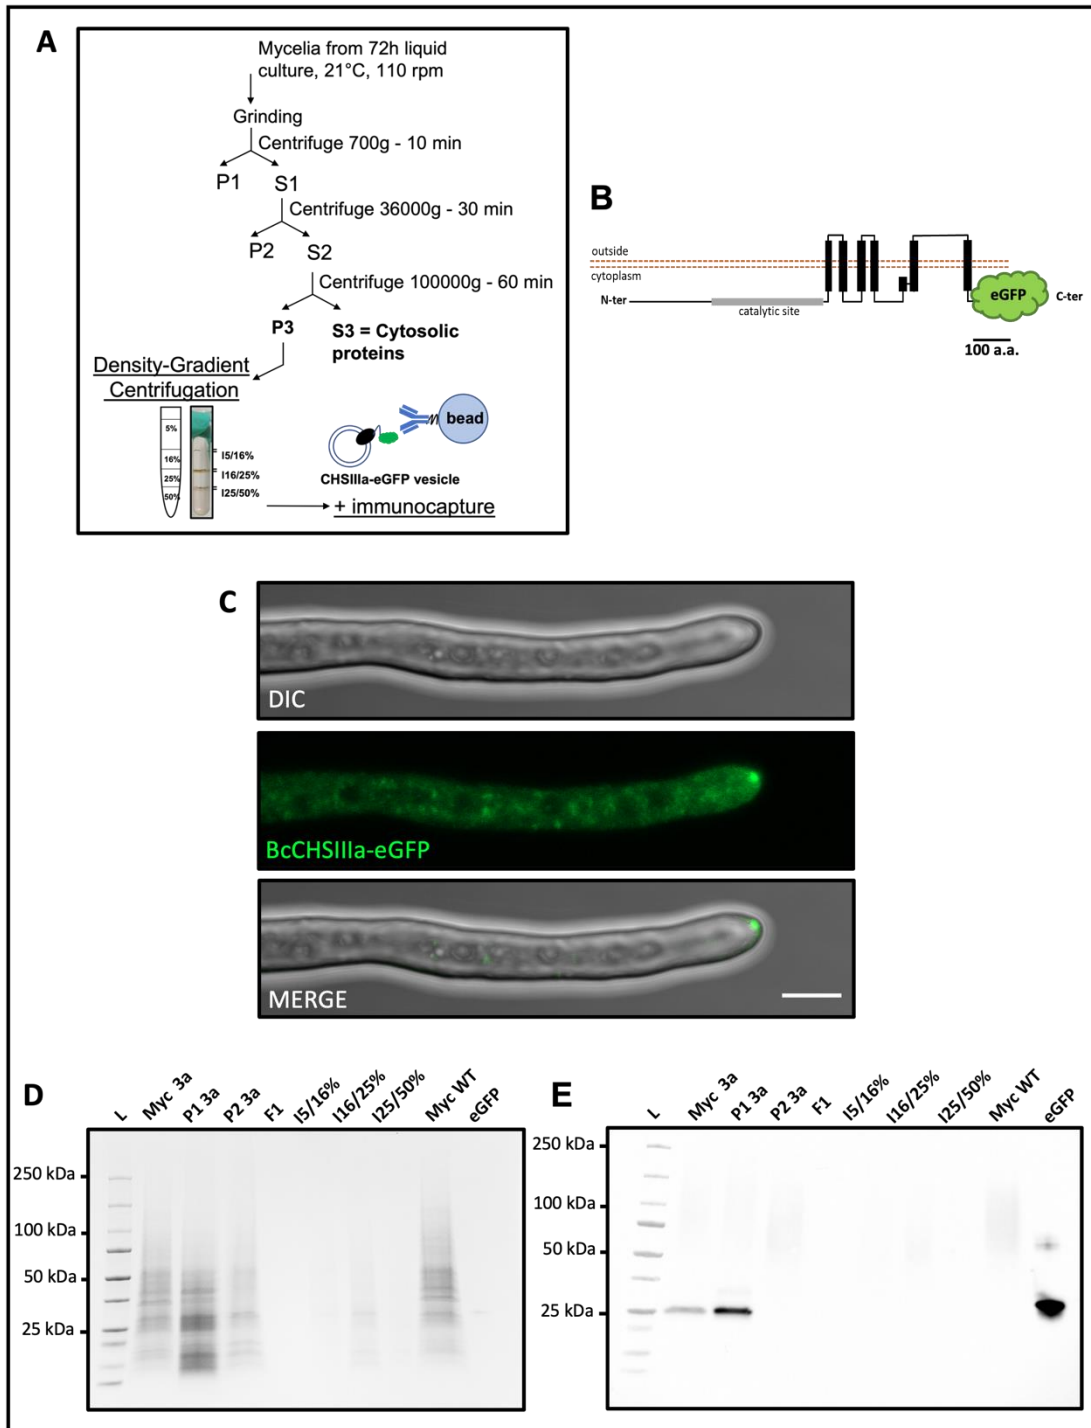 A
Mycelia from 72h liquid
culture, 21°C, 110 rpm
Grinding
Centrifuge 700g - 10 min
P1
S1
Centrifuge 36000g - 30 min
P2
S2
Centrifuge 100000g - 60 min
P3
S3 = Cytosolic
proteins
Density-Gradient
Centrifugation
5%
16%
25%
50%
I5/16%
I16/25%
I25/50%
bead
CHSIIIa-eGFP vesicle
+ immunocapture
B
outside
cytoplasm
N-ter
catalytic site
eGFP
C-ter
100 a.a.
C
DIC
BcCHSIIIa-eGFP
MERGE
D
L
Myc 3a
P1 3a
P2 3a
F1
I5/16%
I16/25%
I25/50%
Myc WT
eGFP
250 kDa
100 kDa
50 kDa
25 kDa
E
L
Myc 3a
P1 3a
P2 3a
F1
I5/16%
I16/25%
I25/50%
Myc WT
eGFP
250 kDa
100 kDa
50 kDa
25 kDa